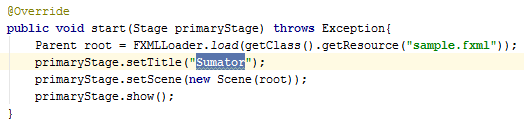 @Override
public void start(Stage primaryStage) throws Exception{
    Parent root = FXMLLoader.load(getClass().getResource("sample.fxml"));
    primaryStage.setTitle("Sumator");
    primaryStage.setScene(new Scene(root));
    primaryStage.show();
}